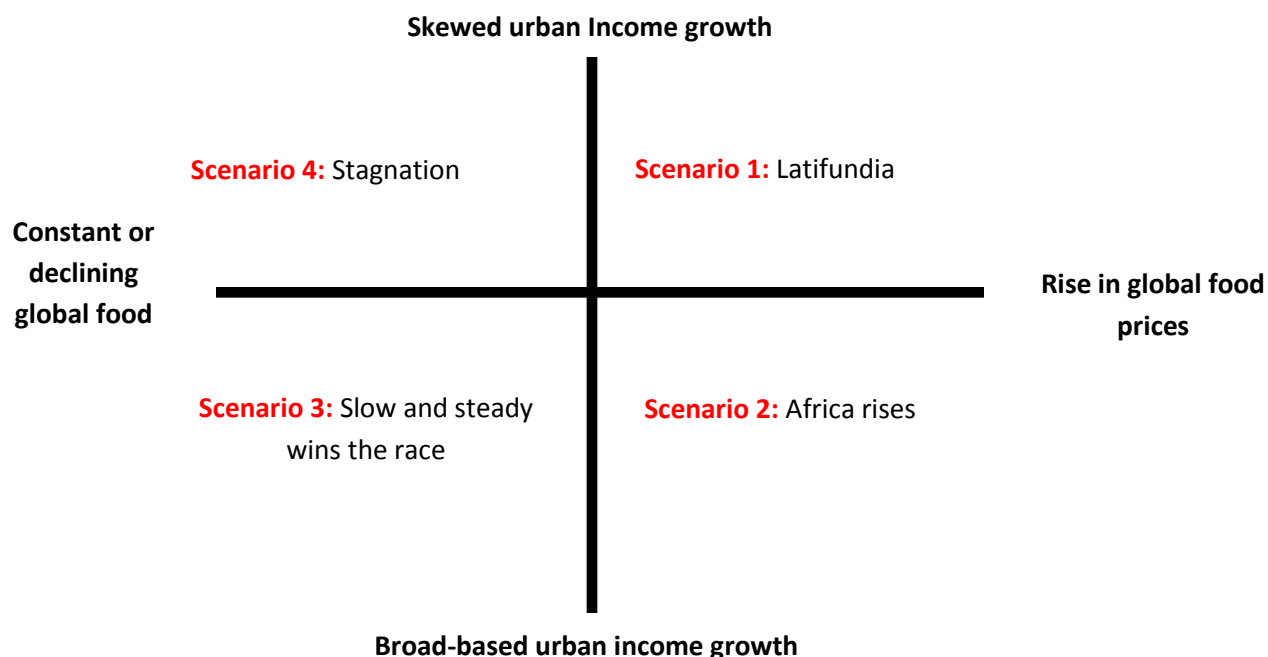 Skewed urban Income growth
Scenario 4: Stagnation
Scenario 1: Latifundia
Constant or
declining
global food
Rise in global food
prices
Scenario 3: Slow and steady
wins the race
Scenario 2: Africa rises
Broad-based urban income growth